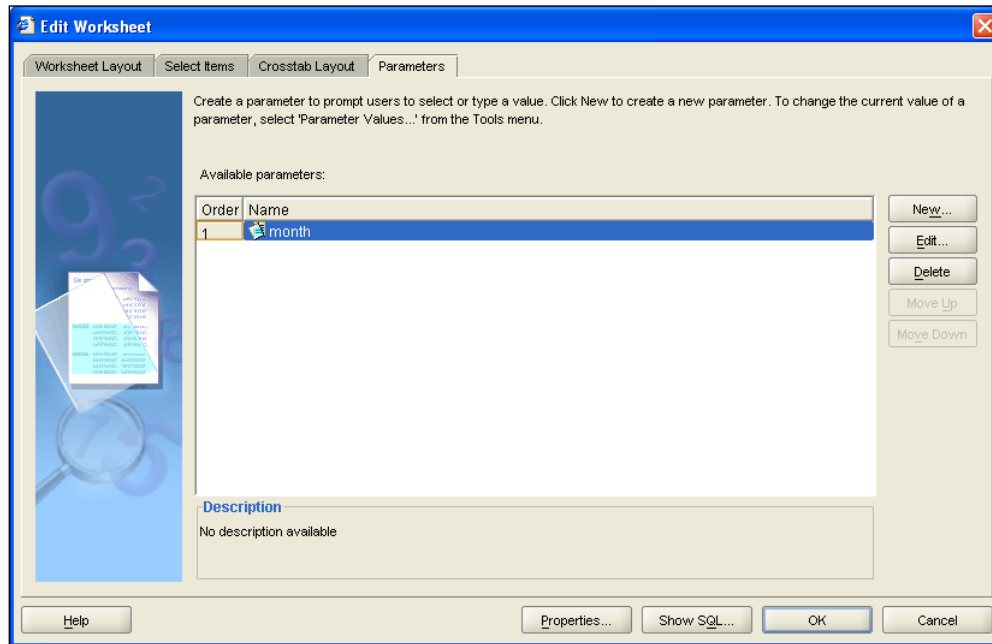 Edit Worksheet
Worksheet Layout
Select Items
Crosstab Layout
Parameters
Create a parameter to prompt users to select or type a value. Click New to create a new parameter. To change the current value of a
parameter, select 'Parameter Values...' from the Tools menu.
Available parameters:
Order Name
1 month
New...
Edit...
Delete
Move Up
Move Down
Description
No description available
Help
Properties...
Show SQL...
OK
Cancel